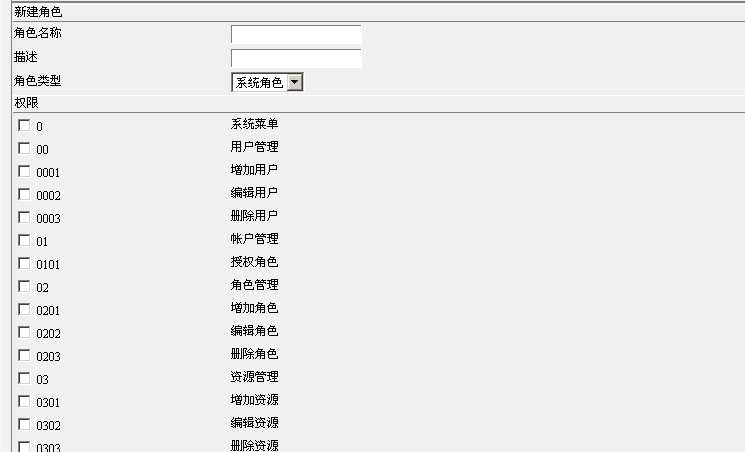 新建角色
角色名称
描述
角色类型 系统角色
权限
0 系统菜单
00 用户管理
0001 增加用户
0002 编辑用户
0003 删除用户
01 帐户管理
0101 授权角色
02 角色管理
0201 增加角色
0202 编辑角色
0203 删除角色
03 资源管理
0301 增加资源
0302 编辑资源
0303 删除资源